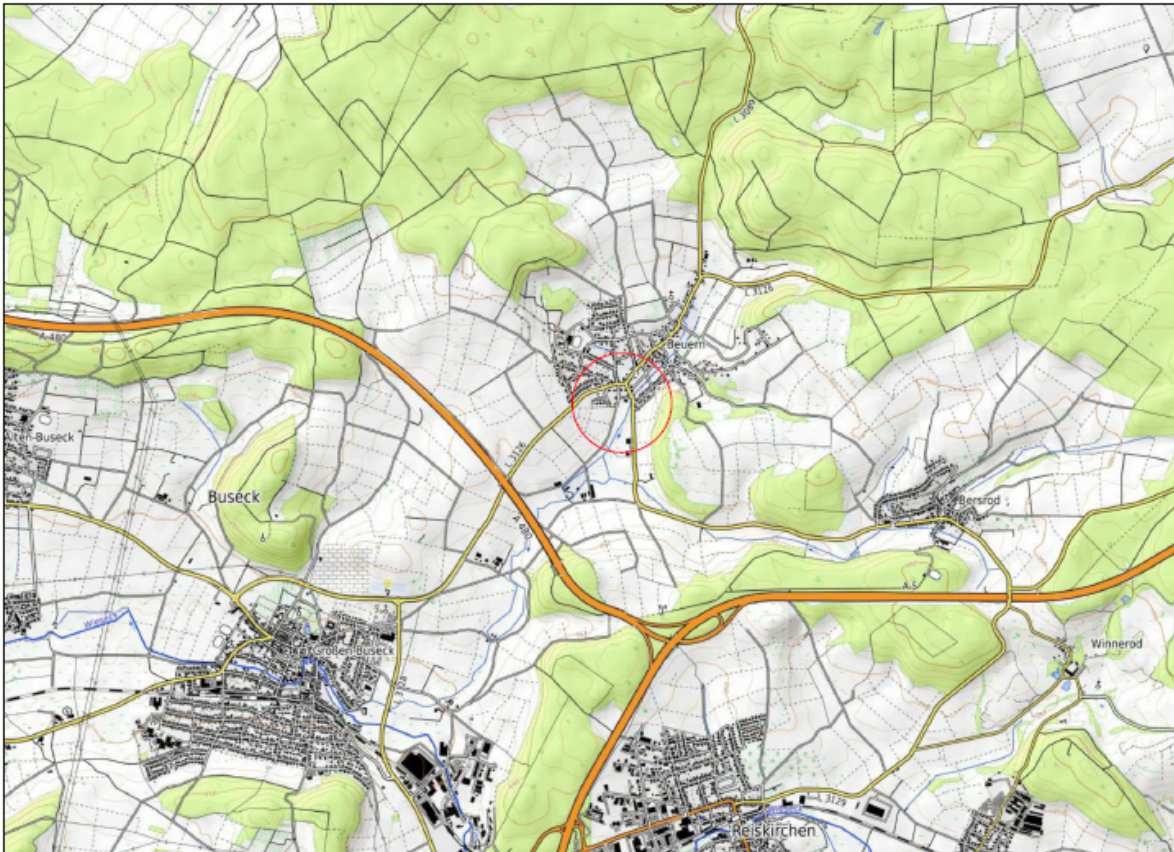 L 3089
L 3126
Beuern
A 480
Alten-Buseck
L 3126
Buseck
Bersrod
A 480
A 5
Wieseck
Großen-Buseck
Winnerod
L 3129
Reiskirchen